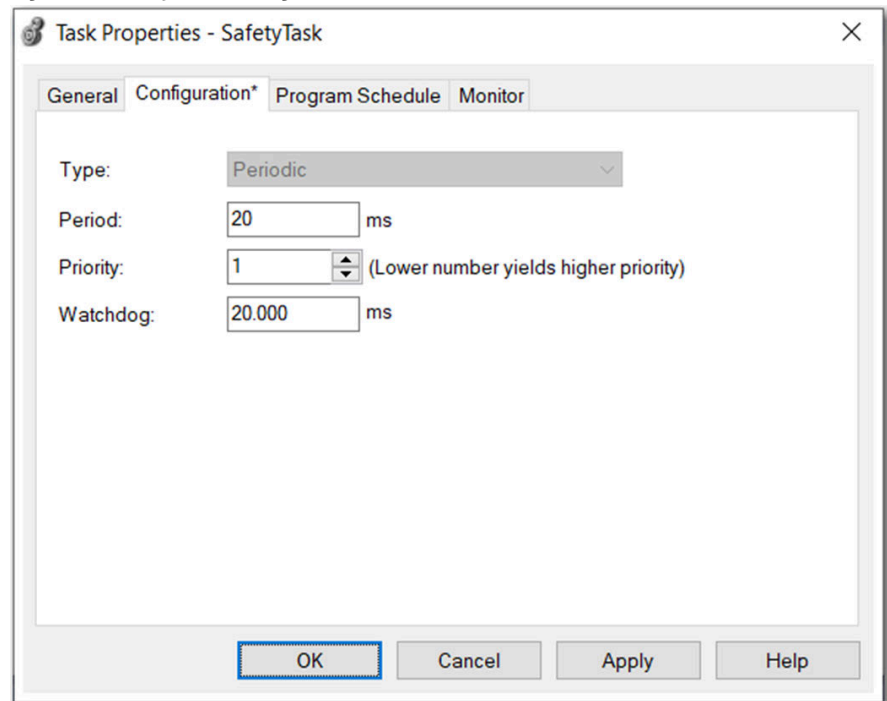 Task Properties - SafetyTask
General Configuration* Program Schedule Monitor
Type: Periodic
Period: 20 ms
Priority: 1 (Lower number yields higher priority)
Watchdog: 20.000 ms
OK Cancel Apply Help